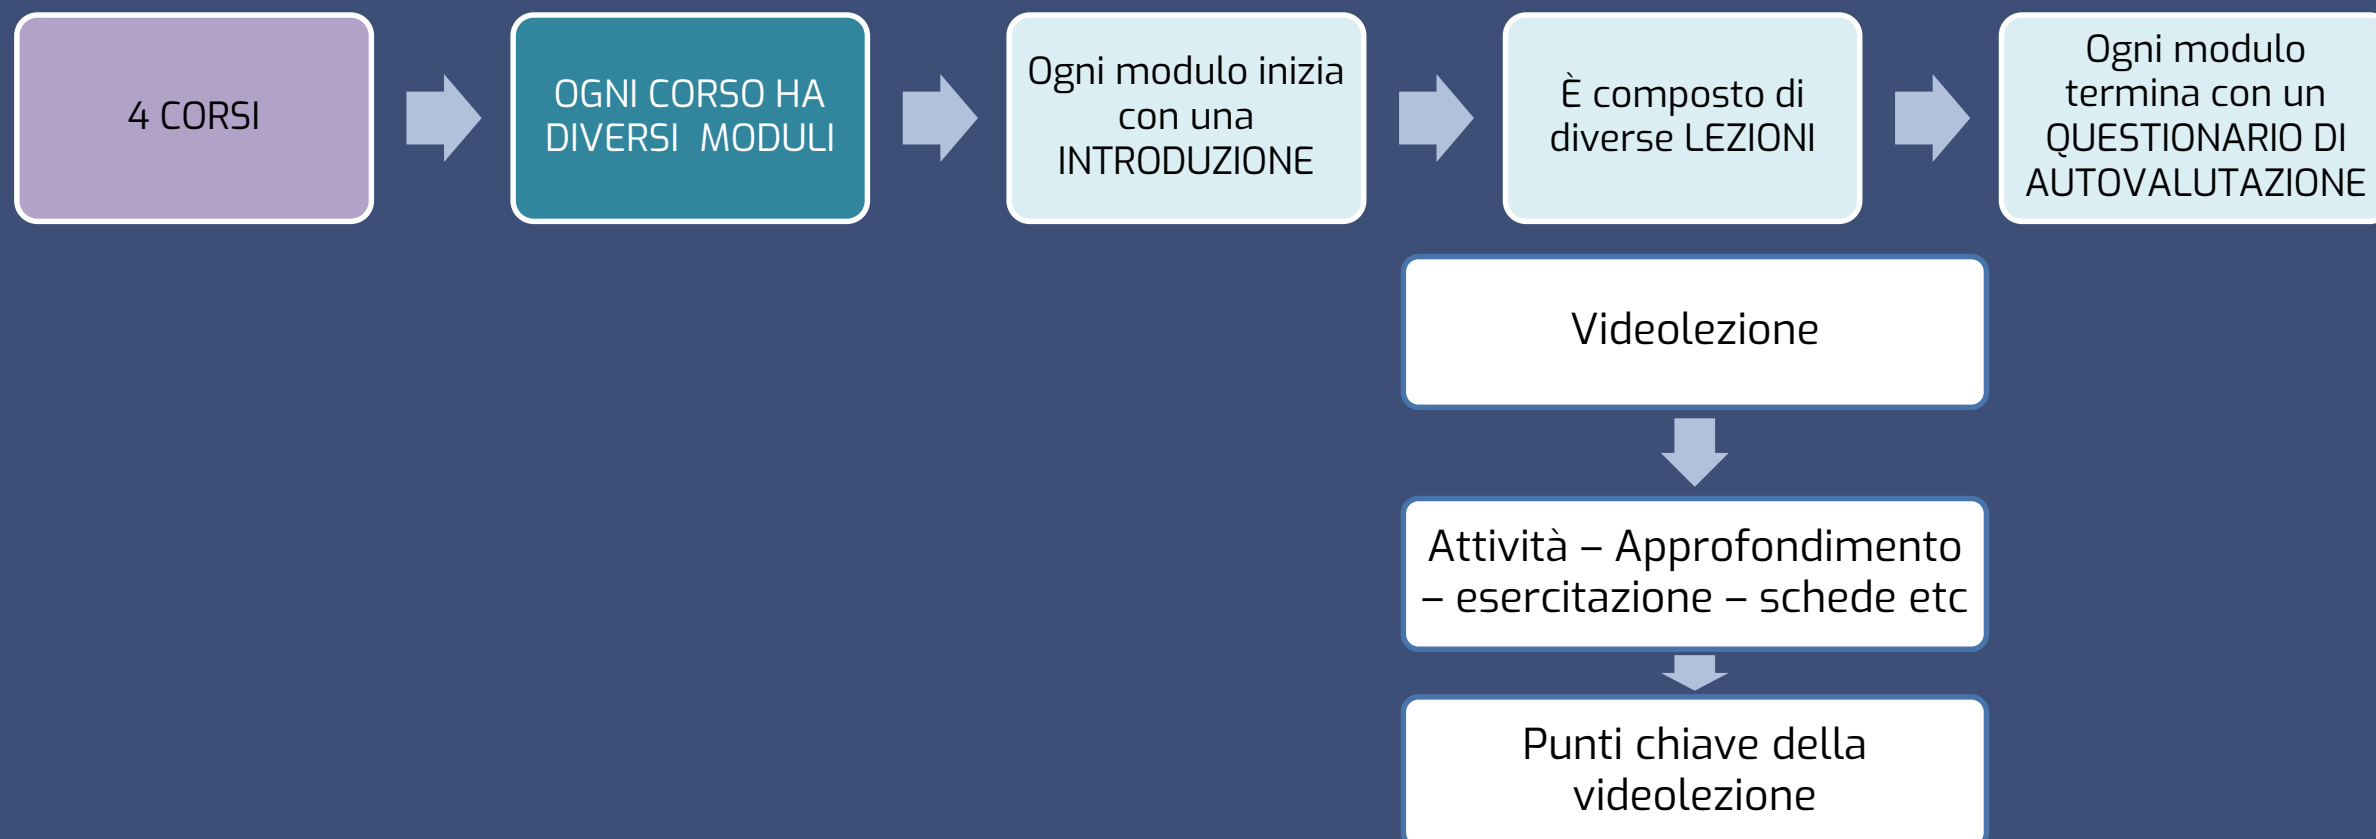 4 CORSI
OGNI CORSO HA
DIVERSI MODULI
Ogni modulo inizia
con una
INTRODUZIONE
È composto di
diverse LEZIONI
Ogni modulo
termina con un
QUESTIONARIO DI
AUTOVALUTAZIONE
Videolezione
Attività – Approfondimento
– esercitazione – schede etc
Punti chiave della
videolezione